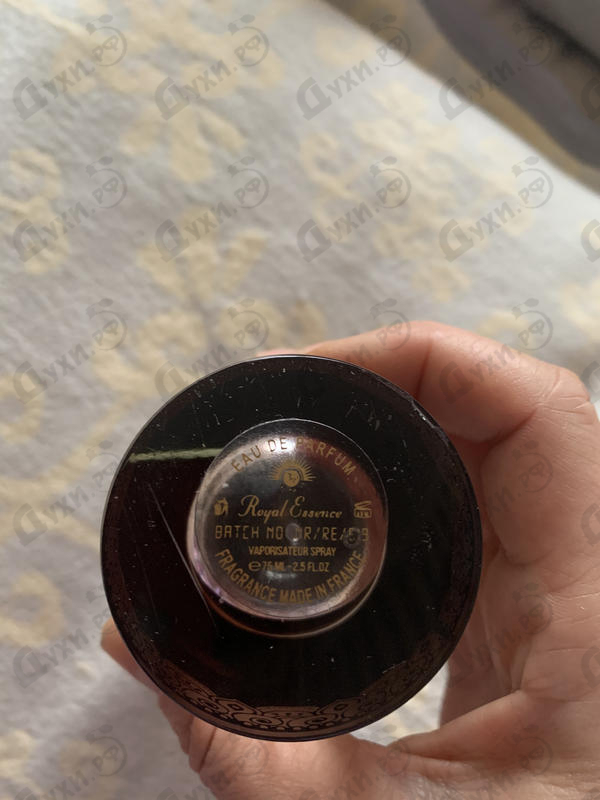 EAU DE PARFUM
Royal Essence
BATCH NO
VAPORISATEUR SPRAY
℮75 ML-2.5 FL.OZ
FRAGRANCE MADE IN FRANCE
Духи.РФ